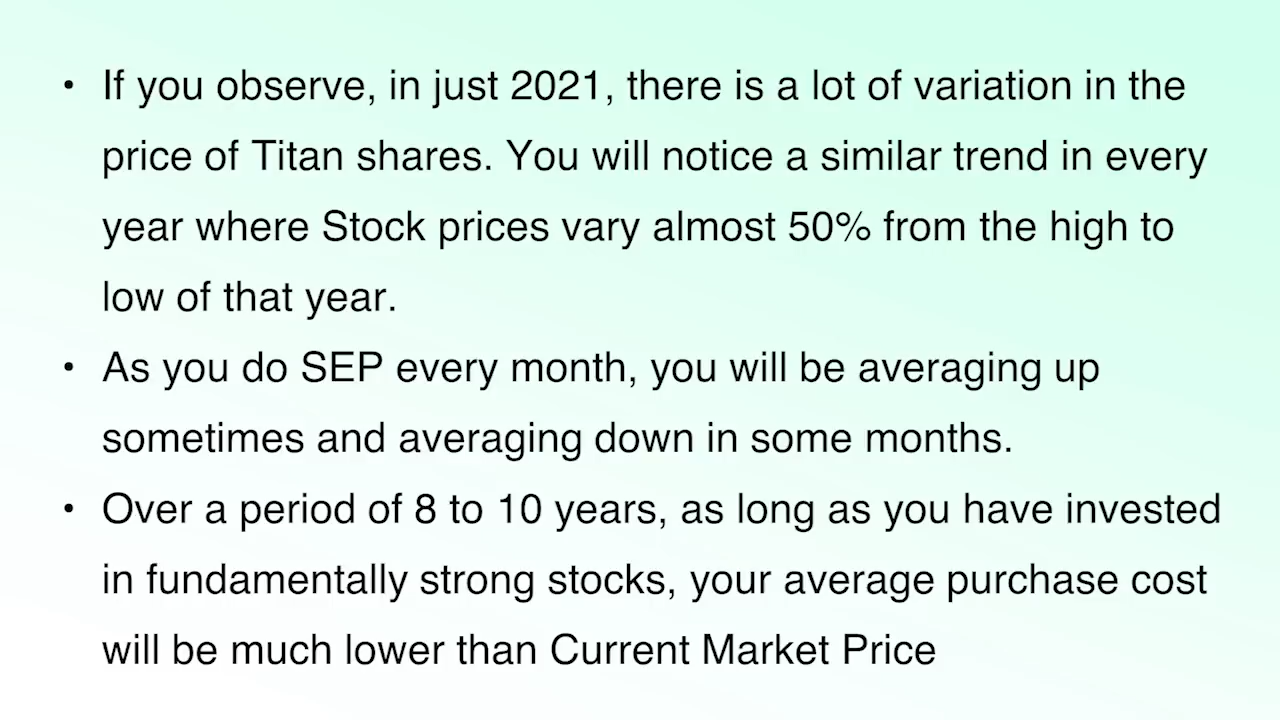 • If you observe, in just 2021, there is a lot of variation in the
price of Titan shares. You will notice a similar trend in every
year where Stock prices vary almost 50% from the high to
low of that year.
• As you do SEP every month, you will be averaging up
sometimes and averaging down in some months.
• Over a period of 8 to 10 years, as long as you have invested
in fundamentally strong stocks, your average purchase cost
will be much lower than Current Market Price